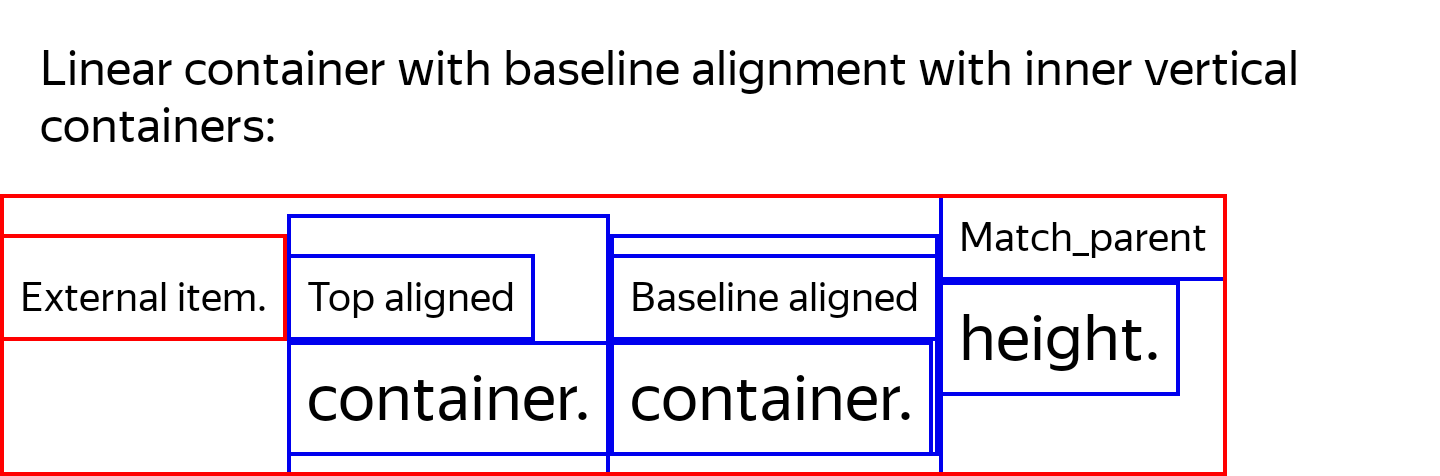 Linear container with baseline alignment with inner vertical
containers:
External item.
Top aligned
container.
Baseline aligned
container.
Match_parent
height.